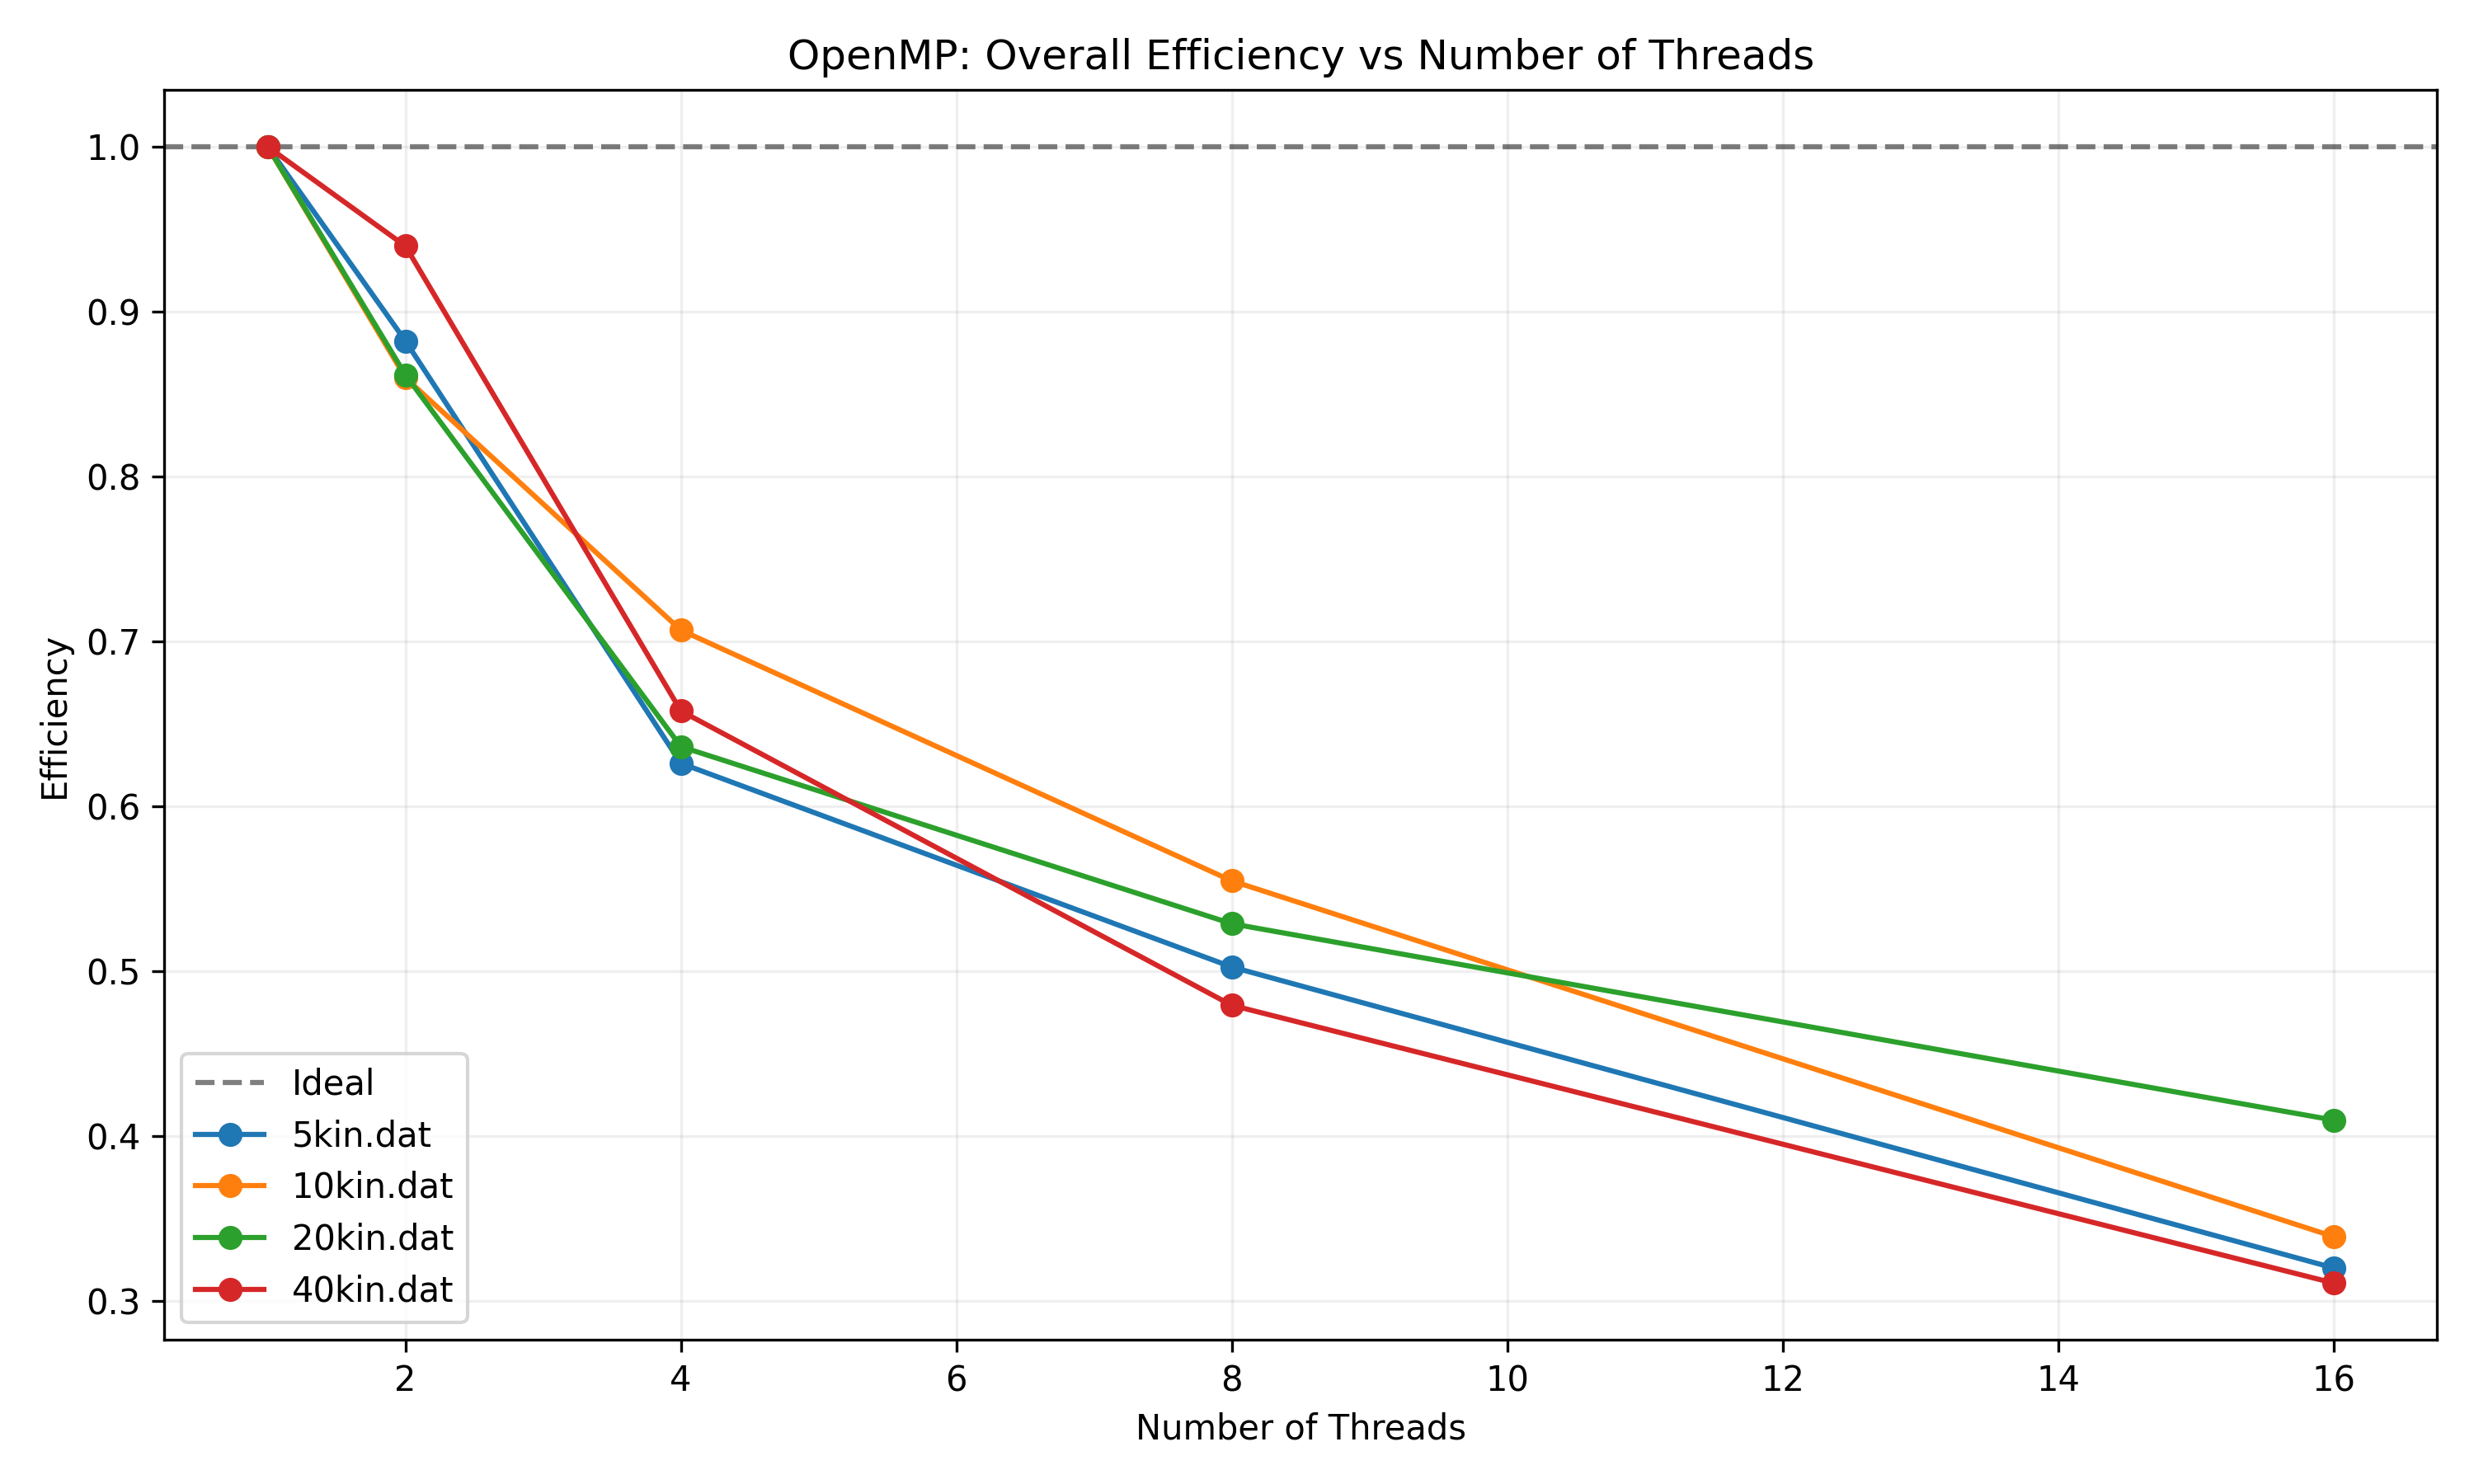 OpenMP: Overall Efficiency vs Number of Threads
Efficiency
1.0
0.9
0.8
0.7
0.6
0.5
0.4
0.3
Ideal
5kin.dat
10kin.dat
20kin.dat
40kin.dat
2 4 6 8 10 12 14 16
Number of Threads